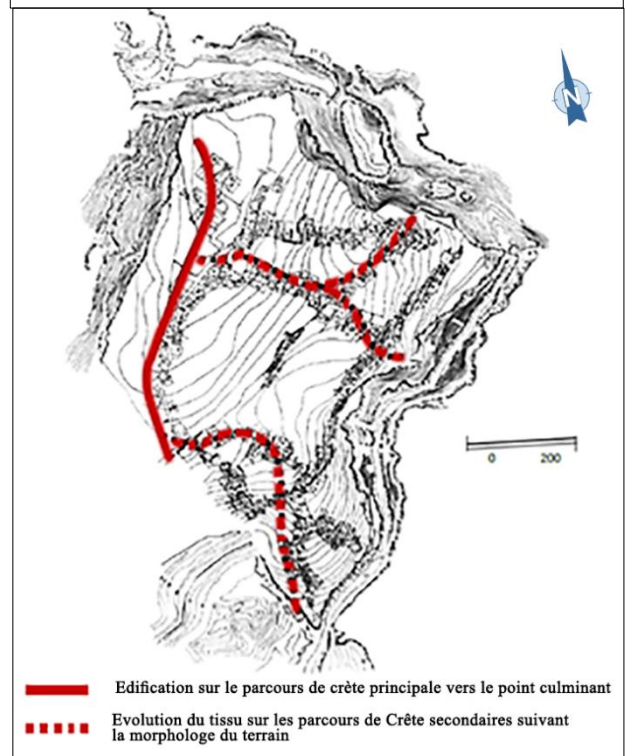 N
0 200
Edification sur le parcours de crète principale vers le point culminant
Evolution du tissu sur les parcours de Crête secondaires suivant
la morphologe du terrain